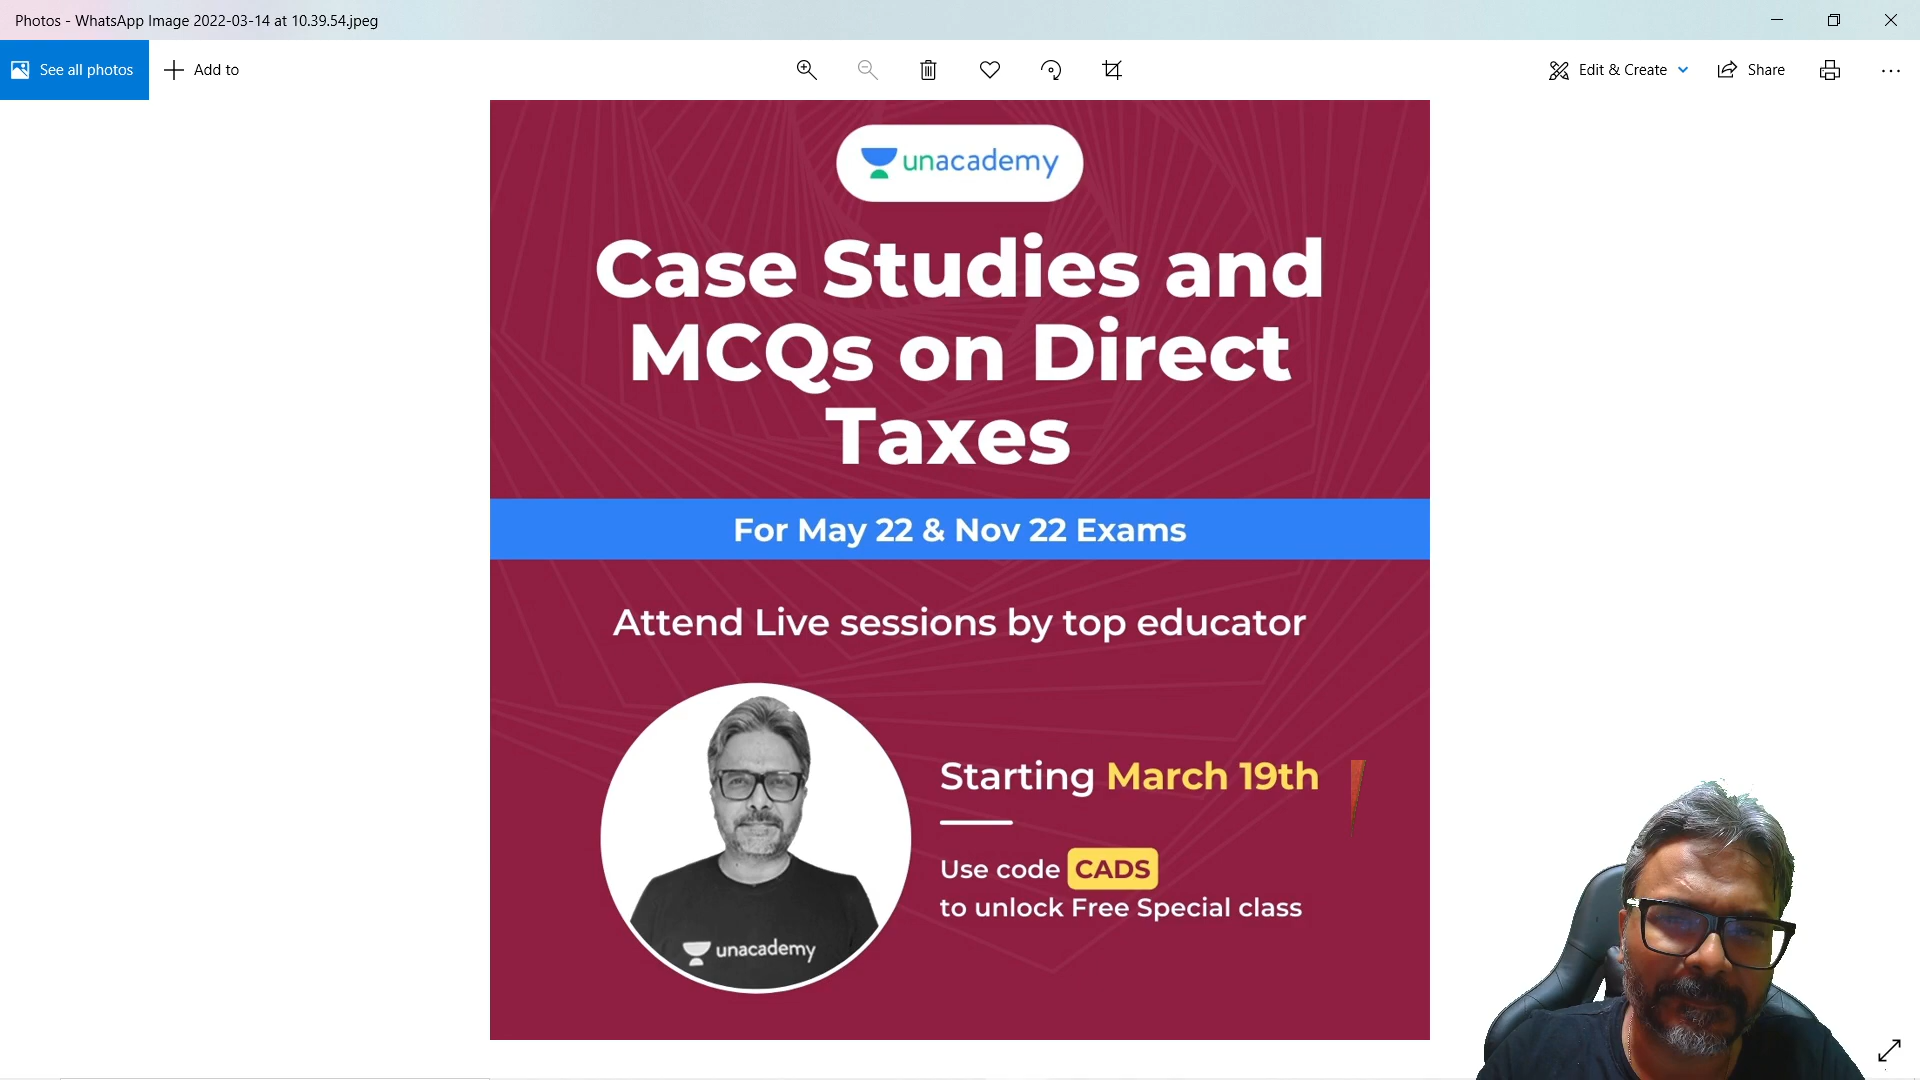 Photos - WhatsApp Image 2022-03-14 at 10.39.54.jpeg
See all photos
Add to
Edit & Create
Share
unacademy
Case Studies and
MCQs on Direct
Taxes
For May 22 & Nov 22 Exams
Attend Live sessions by top educator
Starting March 19th
Use code CADS
to unlock Free Special class
unacademy